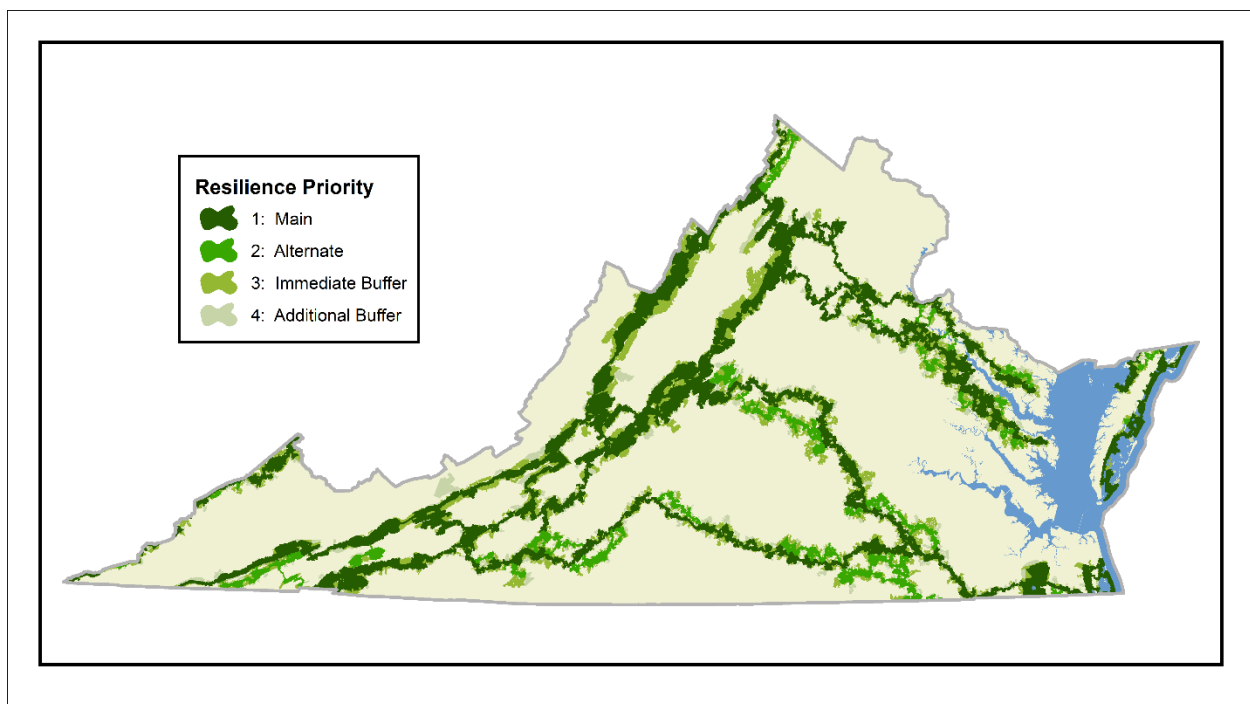 Resilience Priority
1: Main
2: Alternate
3: Immediate Buffer
4: Additional Buffer